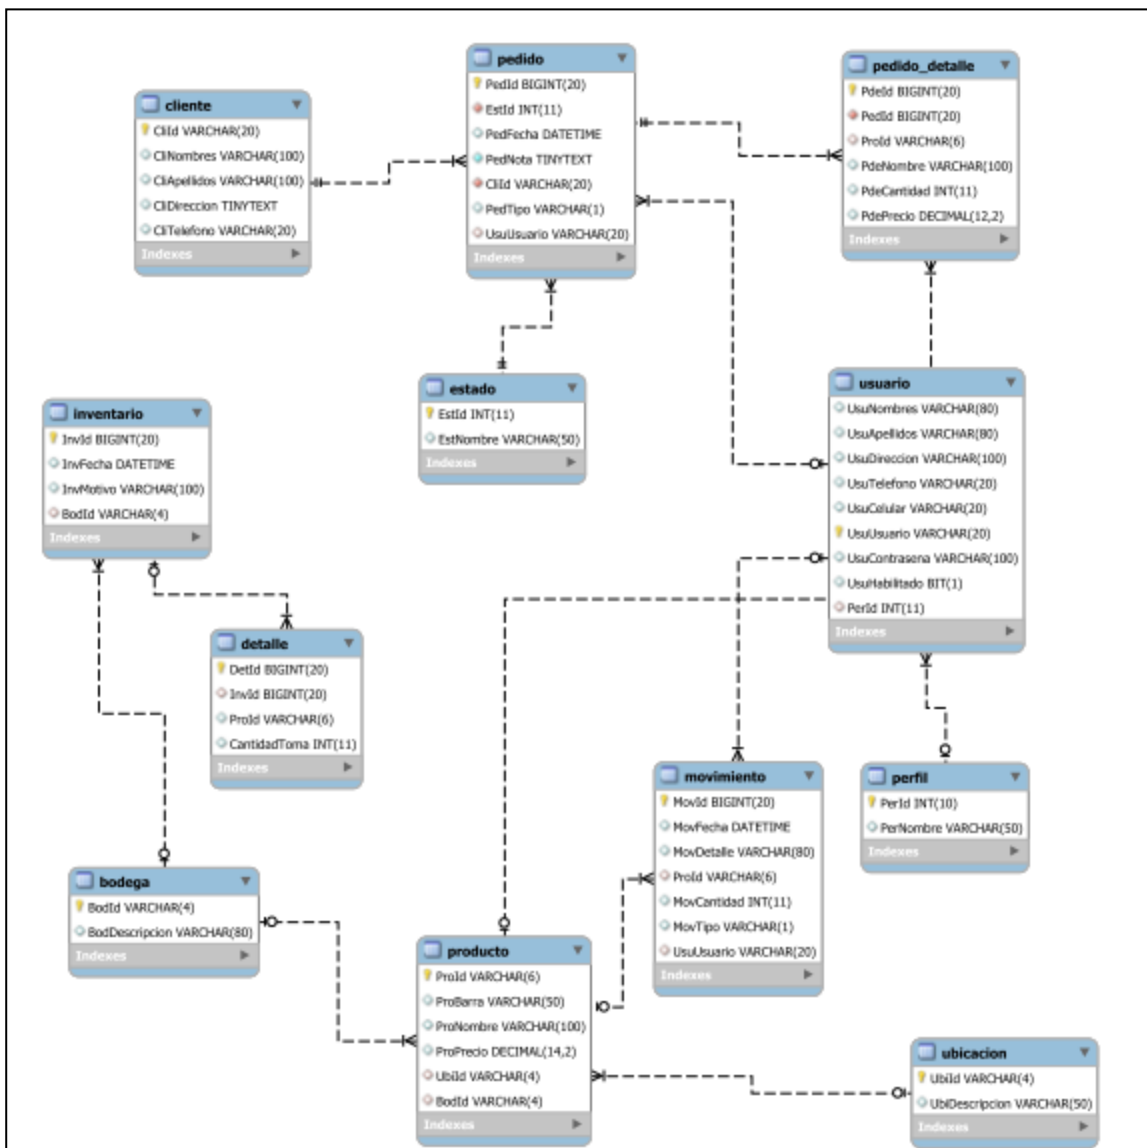 cliente
CliId VARCHAR(20)
CliNombres VARCHAR(100)
CliApellidos VARCHAR(100)
CliDireccion TINYTEXT
CliTelefono VARCHAR(20)
Indexes
pedido
PedId BIGINT(20)
EstId INT(11)
PedFecha DATETIME
PedNota TINYTEXT
CliId VARCHAR(20)
PedTipo VARCHAR(1)
UsuUsuario VARCHAR(20)
Indexes
pedido_detalle
PdeId BIGINT(20)
PedId BIGINT(20)
ProId VARCHAR(6)
PdeNombre VARCHAR(100)
PdeCantidad INT(11)
PdePrecio DECIMAL(12,2)
Indexes
estado
EstId INT(11)
EstNombre VARCHAR(50)
Indexes
usuario
UsuNombres VARCHAR(80)
UsuApellidos VARCHAR(80)
UsuDireccion VARCHAR(100)
UsuTelefono VARCHAR(20)
UsuCelular VARCHAR(20)
UsuUsuario VARCHAR(20)
UsuContrasena VARCHAR(100)
UsuHabilitado BIT(1)
PerId INT(11)
Indexes
inventario
InvId BIGINT(20)
InvFecha DATETIME
InvMotivo VARCHAR(100)
BodId VARCHAR(4)
Indexes
detalle
DetId BIGINT(20)
InvId BIGINT(20)
ProId VARCHAR(6)
CantidadToma INT(11)
Indexes
movimiento
MovId BIGINT(20)
MovFecha DATETIME
MovDetalle VARCHAR(80)
ProId VARCHAR(6)
MovCantidad INT(11)
MovTipo VARCHAR(1)
UsuUsuario VARCHAR(20)
Indexes
perfil
PerId INT(10)
PerNombre VARCHAR(50)
Indexes
bodega
BodId VARCHAR(4)
BodDescripcion VARCHAR(80)
Indexes
producto
ProId VARCHAR(6)
ProBarra VARCHAR(50)
ProNombre VARCHAR(100)
ProPrecio DECIMAL(14,2)
UbiId VARCHAR(4)
BodId VARCHAR(4)
Indexes
ubicacion
UbiId VARCHAR(4)
UbiDescripcion VARCHAR(50)
Indexes